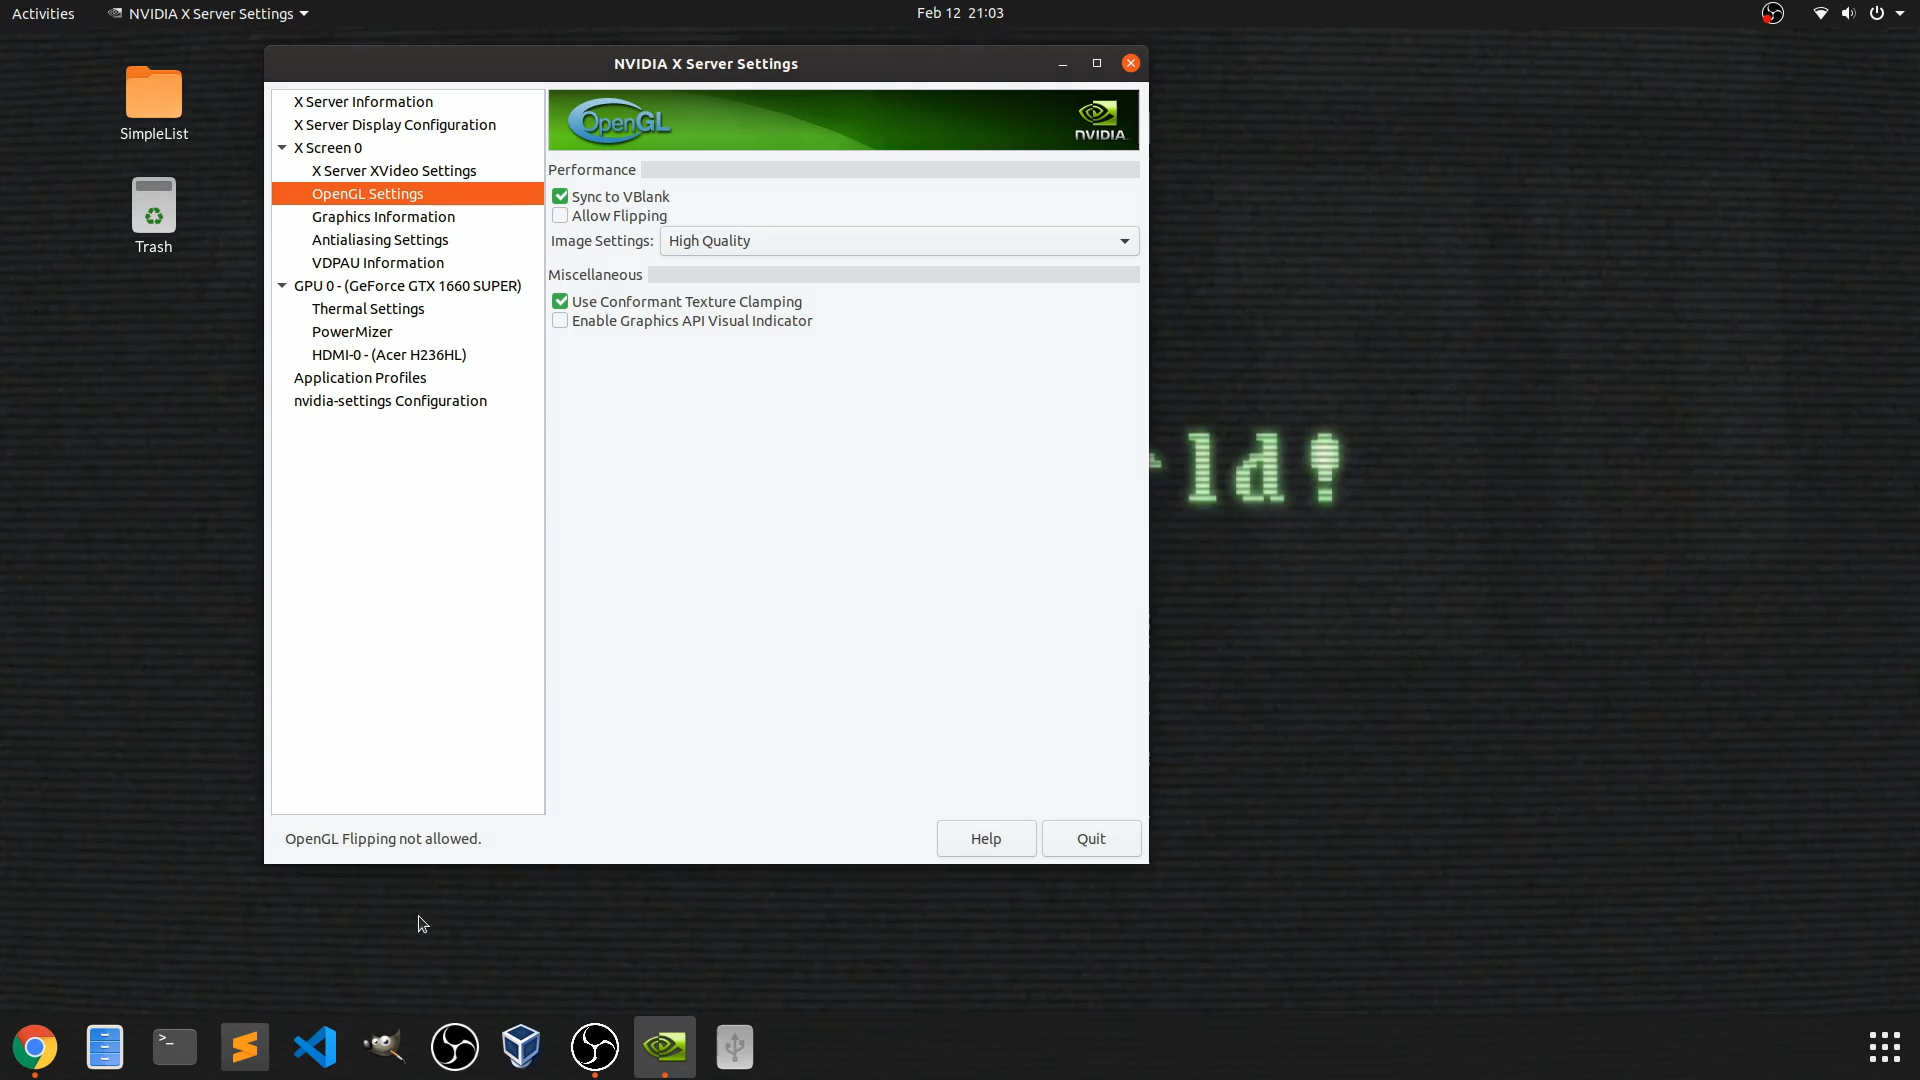 Activities
NVIDIA X Server Settings
Feb 12 21:03
SimpleList
Trash
NVIDIA X Server Settings
X Server Information
X Server Display Configuration
X Screen 0
X Server XVideo Settings
OpenGL Settings
Graphics Information
Antialiasing Settings
VDPAU Information
GPU 0 - (GeForce GTX 1660 SUPER)
Thermal Settings
PowerMizer
HDMI-0 - (Acer H236HL)
Application Profiles
nvidia-settings Configuration
OpenGL
NVIDIA.
Performance
Sync to VBlank
Allow Flipping
Image Settings: High Quality
Miscellaneous
Use Conformant Texture Clamping
Enable Graphics API Visual Indicator
OpenGL Flipping not allowed.
Help
Quit
rld!
>_